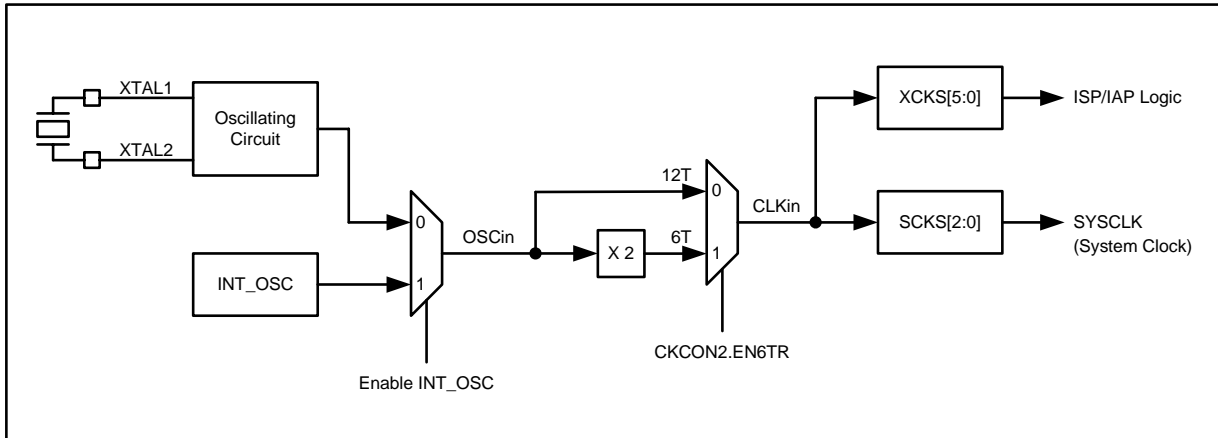 XTAL1
XTAL2
Oscillating
Circuit
INT_OSC
0
1
Enable INT_OSC
OSCin
12T
X 2
6T
0
1
CKCON2.EN6TR
CLKin
XCKS[5:0]
ISP/IAP Logic
SCKS[2:0]
SYSCLK
(System Clock)